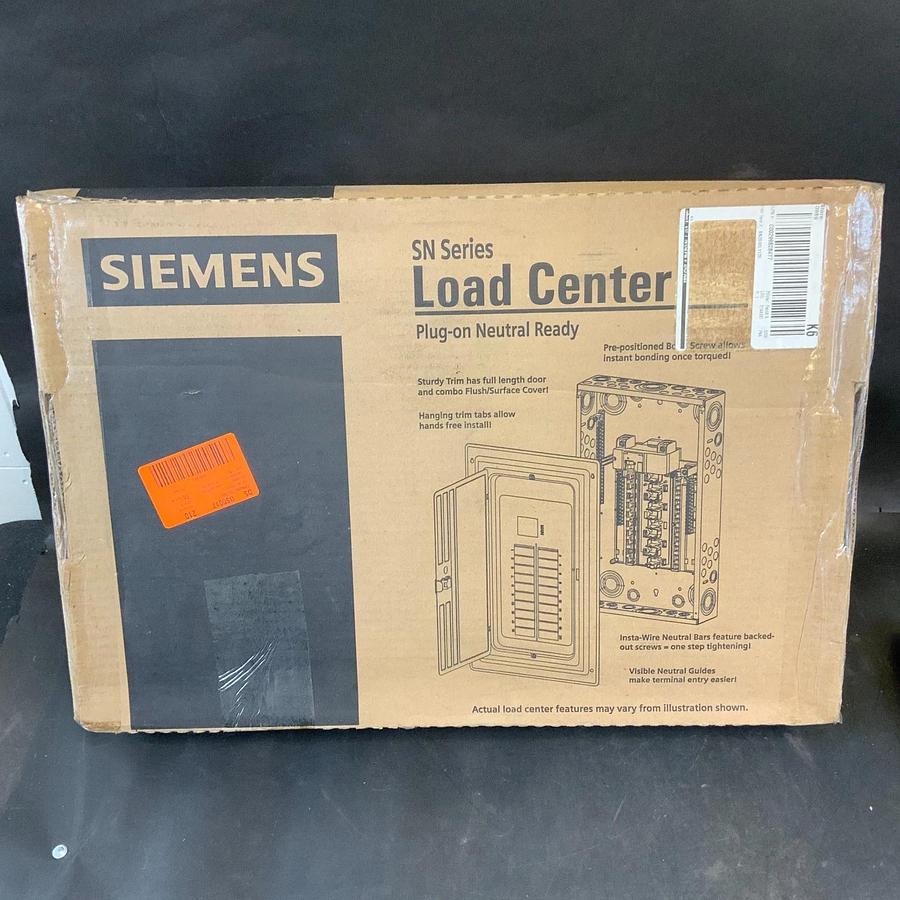 SIEMENS
SN Series
Load Center
Plug-on Neutral Ready
K6
Pre-positioned Screw allows
instant bonding once torqued!
Sturdy Trim has full length door
and combo Flush/Surface Cover!
Hanging trim tabs allow
hands free install!
210
Insta-Wire Neutral Bars feature backed-
out screws = one step tightening!
Visible Neutral Guides
make terminal entry easier!
Actual load center features may vary from illustration shown.